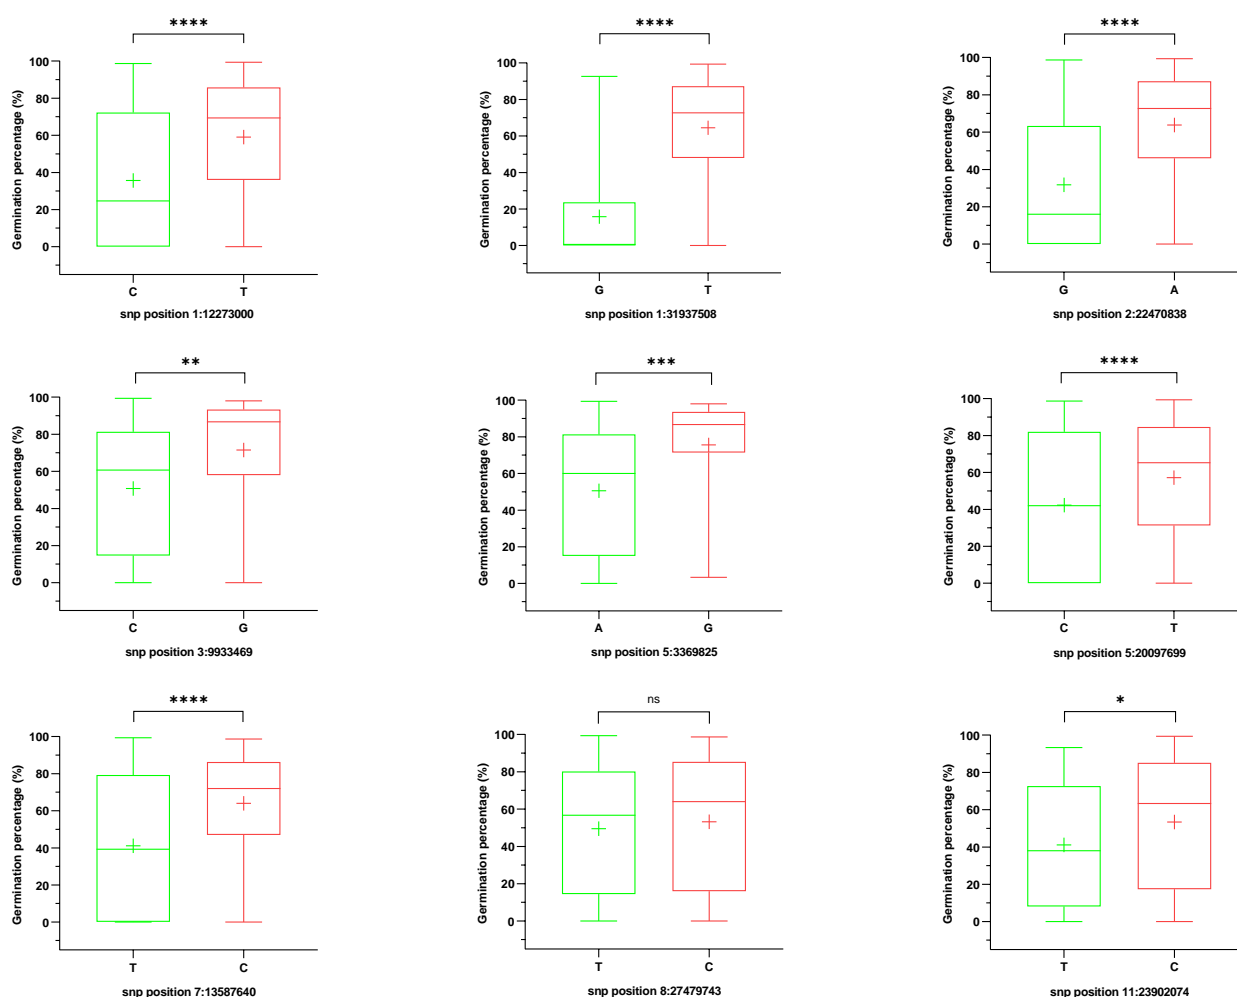 **** **** ****
Germination percentage (%) Germination percentage (%) Germination percentage (%)
100 100 100
80 80 80
60 60 60
40 40 40
20 20 20
0 0 0
C T G T G A
snp position 1:12273000 snp position 1:31937508 snp position 2:22470838
** *** ****
Germination percentage (%) Germination percentage (%) Germination percentage (%)
100 100 100
80 80 80
60 60 60
40 40 40
20 20 20
0 0 0
C G A G C T
snp position 3:9933469 snp position 5:3369825 snp position 5:20097699
**** ns *
Germination percentage (%) Germination percentage (%) Germination percentage (%)
100 100 100
80 80 80
60 60 60
40 40 40
20 20 20
0 0 0
T C T C T C
snp position 7:13587640 snp position 8:27479743 snp position 11:23902074